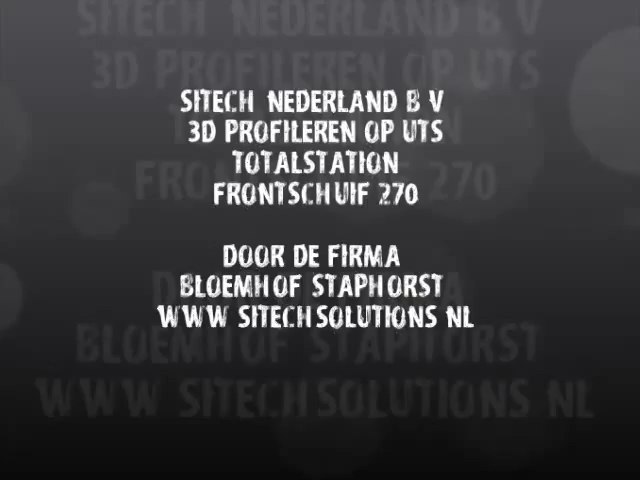 SITECH NEDERLAND B V
3D PROFILEREN OP UTS
TOTALSTATION
FRONTSCHUIF 270
DOOR DE FIRMA
BLOEMHOF STAPHORST
WWW SITECHSOLUTIONS NL